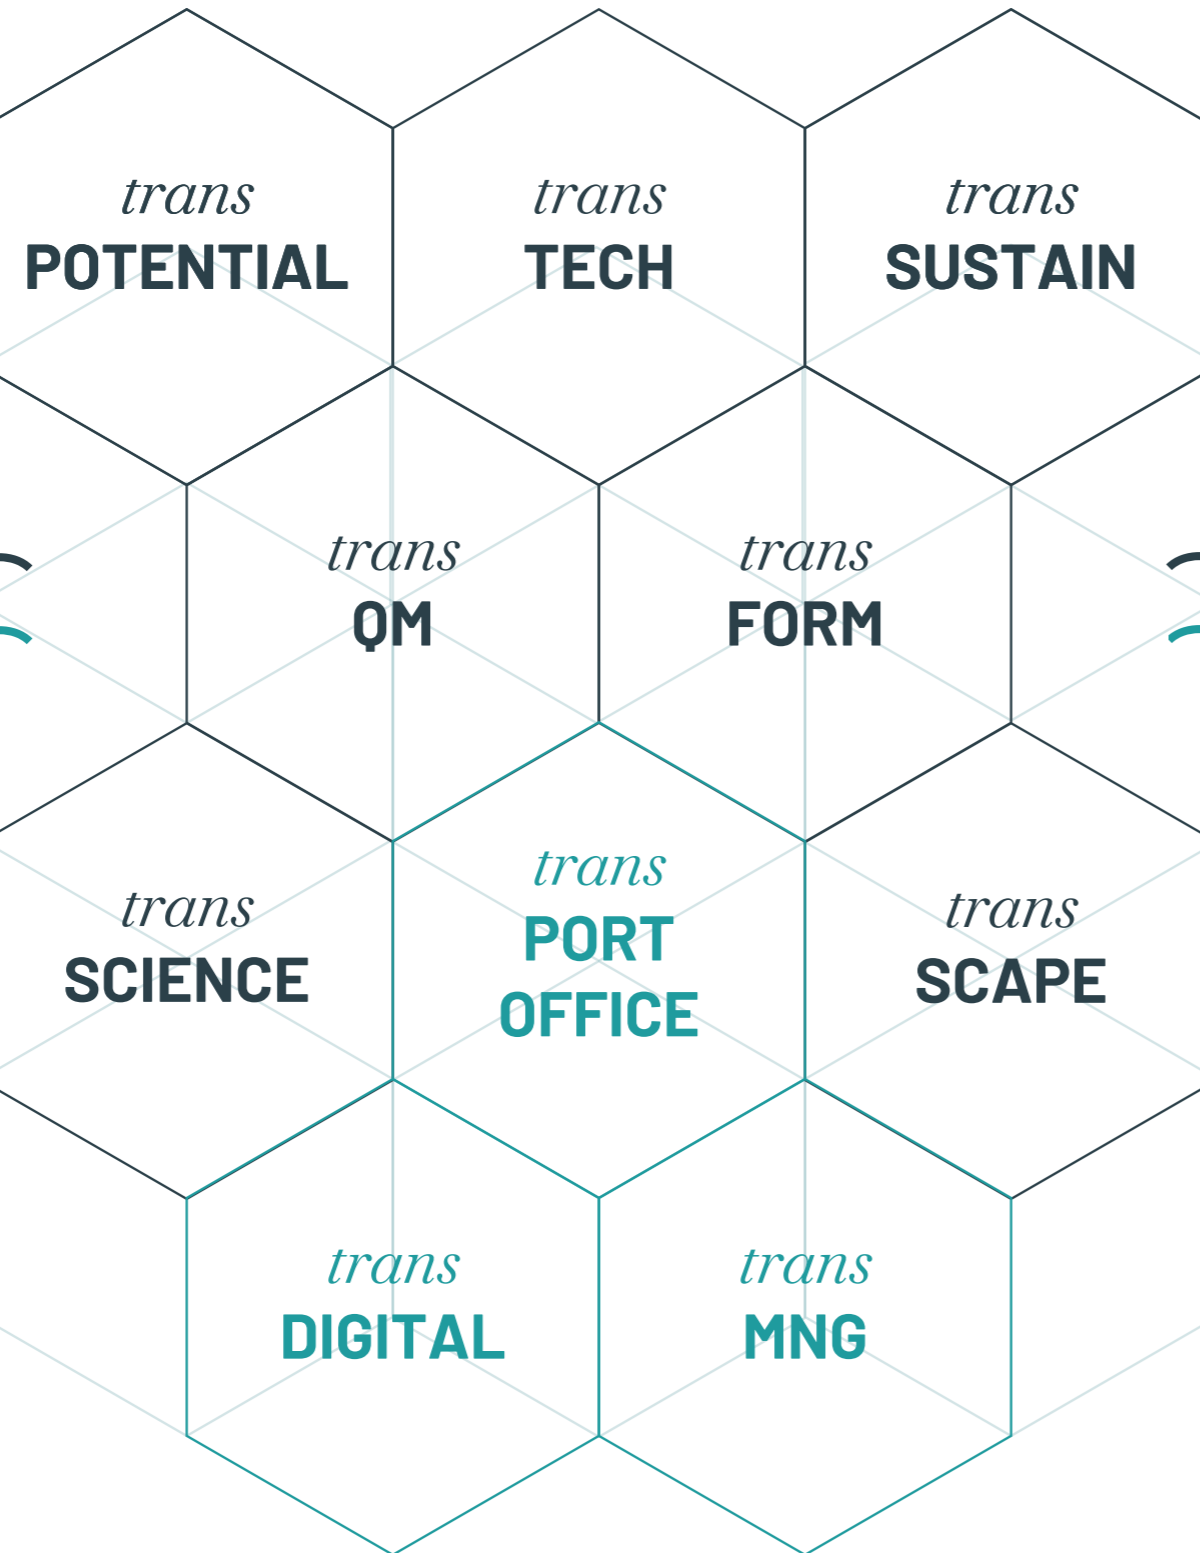 trans
POTENTIAL
trans
TECH
trans
SUSTAIN
trans
QM
trans
FORM
trans
SCIENCE
trans
PORT
OFFICE
trans
SCAPE
trans
DIGITAL
trans
MNG